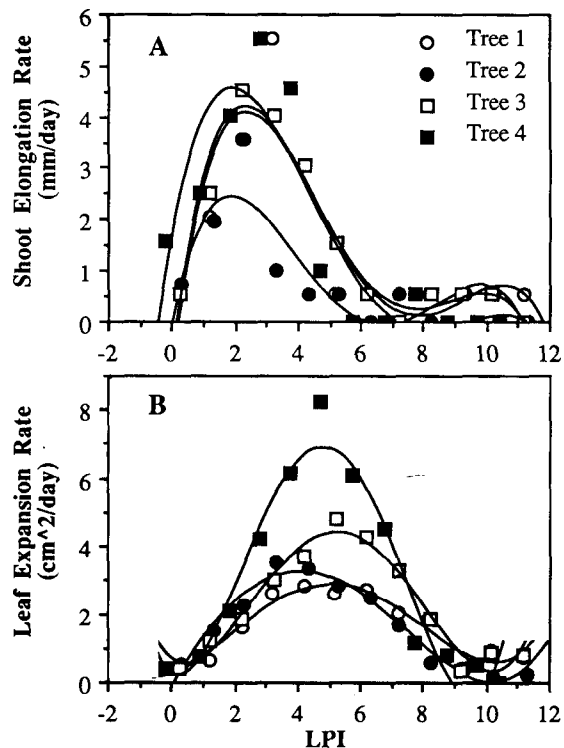 A
Tree 1
Tree 2
Tree 3
Tree 4
Shoot Elongation Rate
(mm/day)
6
5
4
3
2
1
0
-2 0 2 4 6 8 10 12
B
Leaf Expansion Rate
(cm^2/day)
8
6
4
2
0
-2 0 2 4 6 8 10 12
LPI